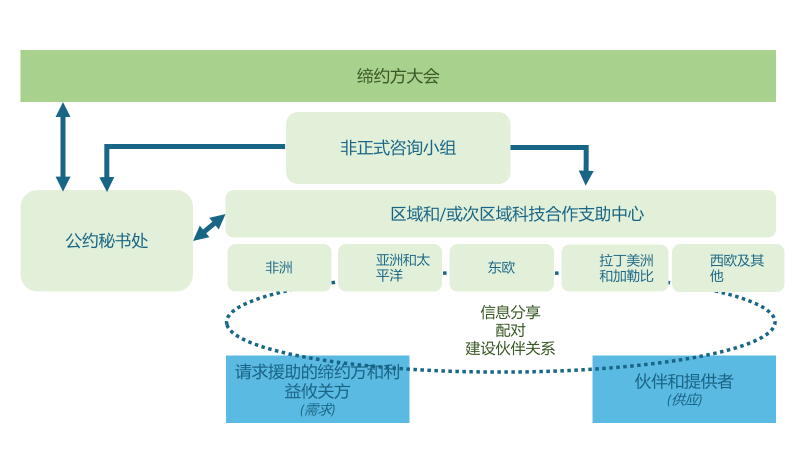 缔约方大会
非正式咨询小组
公约秘书处
区域和/或次区域科技合作支助中心
非洲
亚洲和太
平洋
东欧
拉丁美洲
和加勒比
西欧及其
他
信息分享
配对
建设伙伴关系
请求援助的缔约方和利
益攸关方
(需求)
伙伴和提供者
(供应)